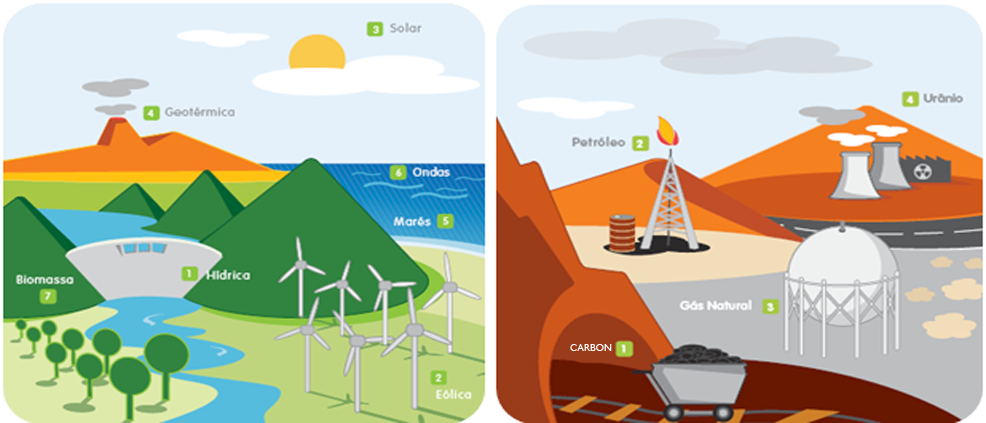 3 Solar
4 Geotérmica
6 Ondas
Marés 5
1 Hídrica
Biomassa
7
2
Eólica
4 Urânio
Petróleo 2
Gás Natural 3
CARBON 1